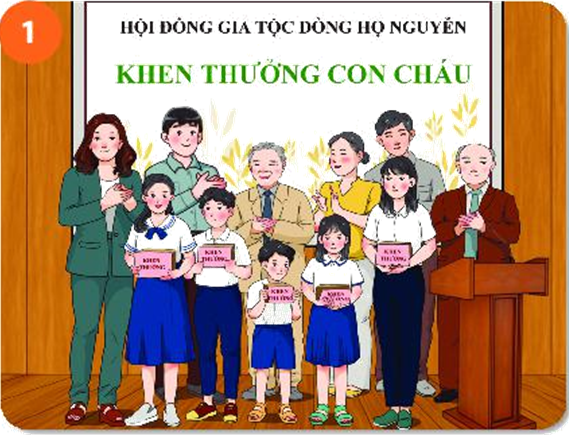 1
HỘI ĐỒNG GIA TỘC DÒNG HỌ NGUYỄN
KHEN THƯỞNG CON CHÁU
KHEN
THƯỞNG
KHEN
THƯỞNG
KHEN
THƯỞNG
KHEN
THƯỞNG
KHEN
THƯỞNG